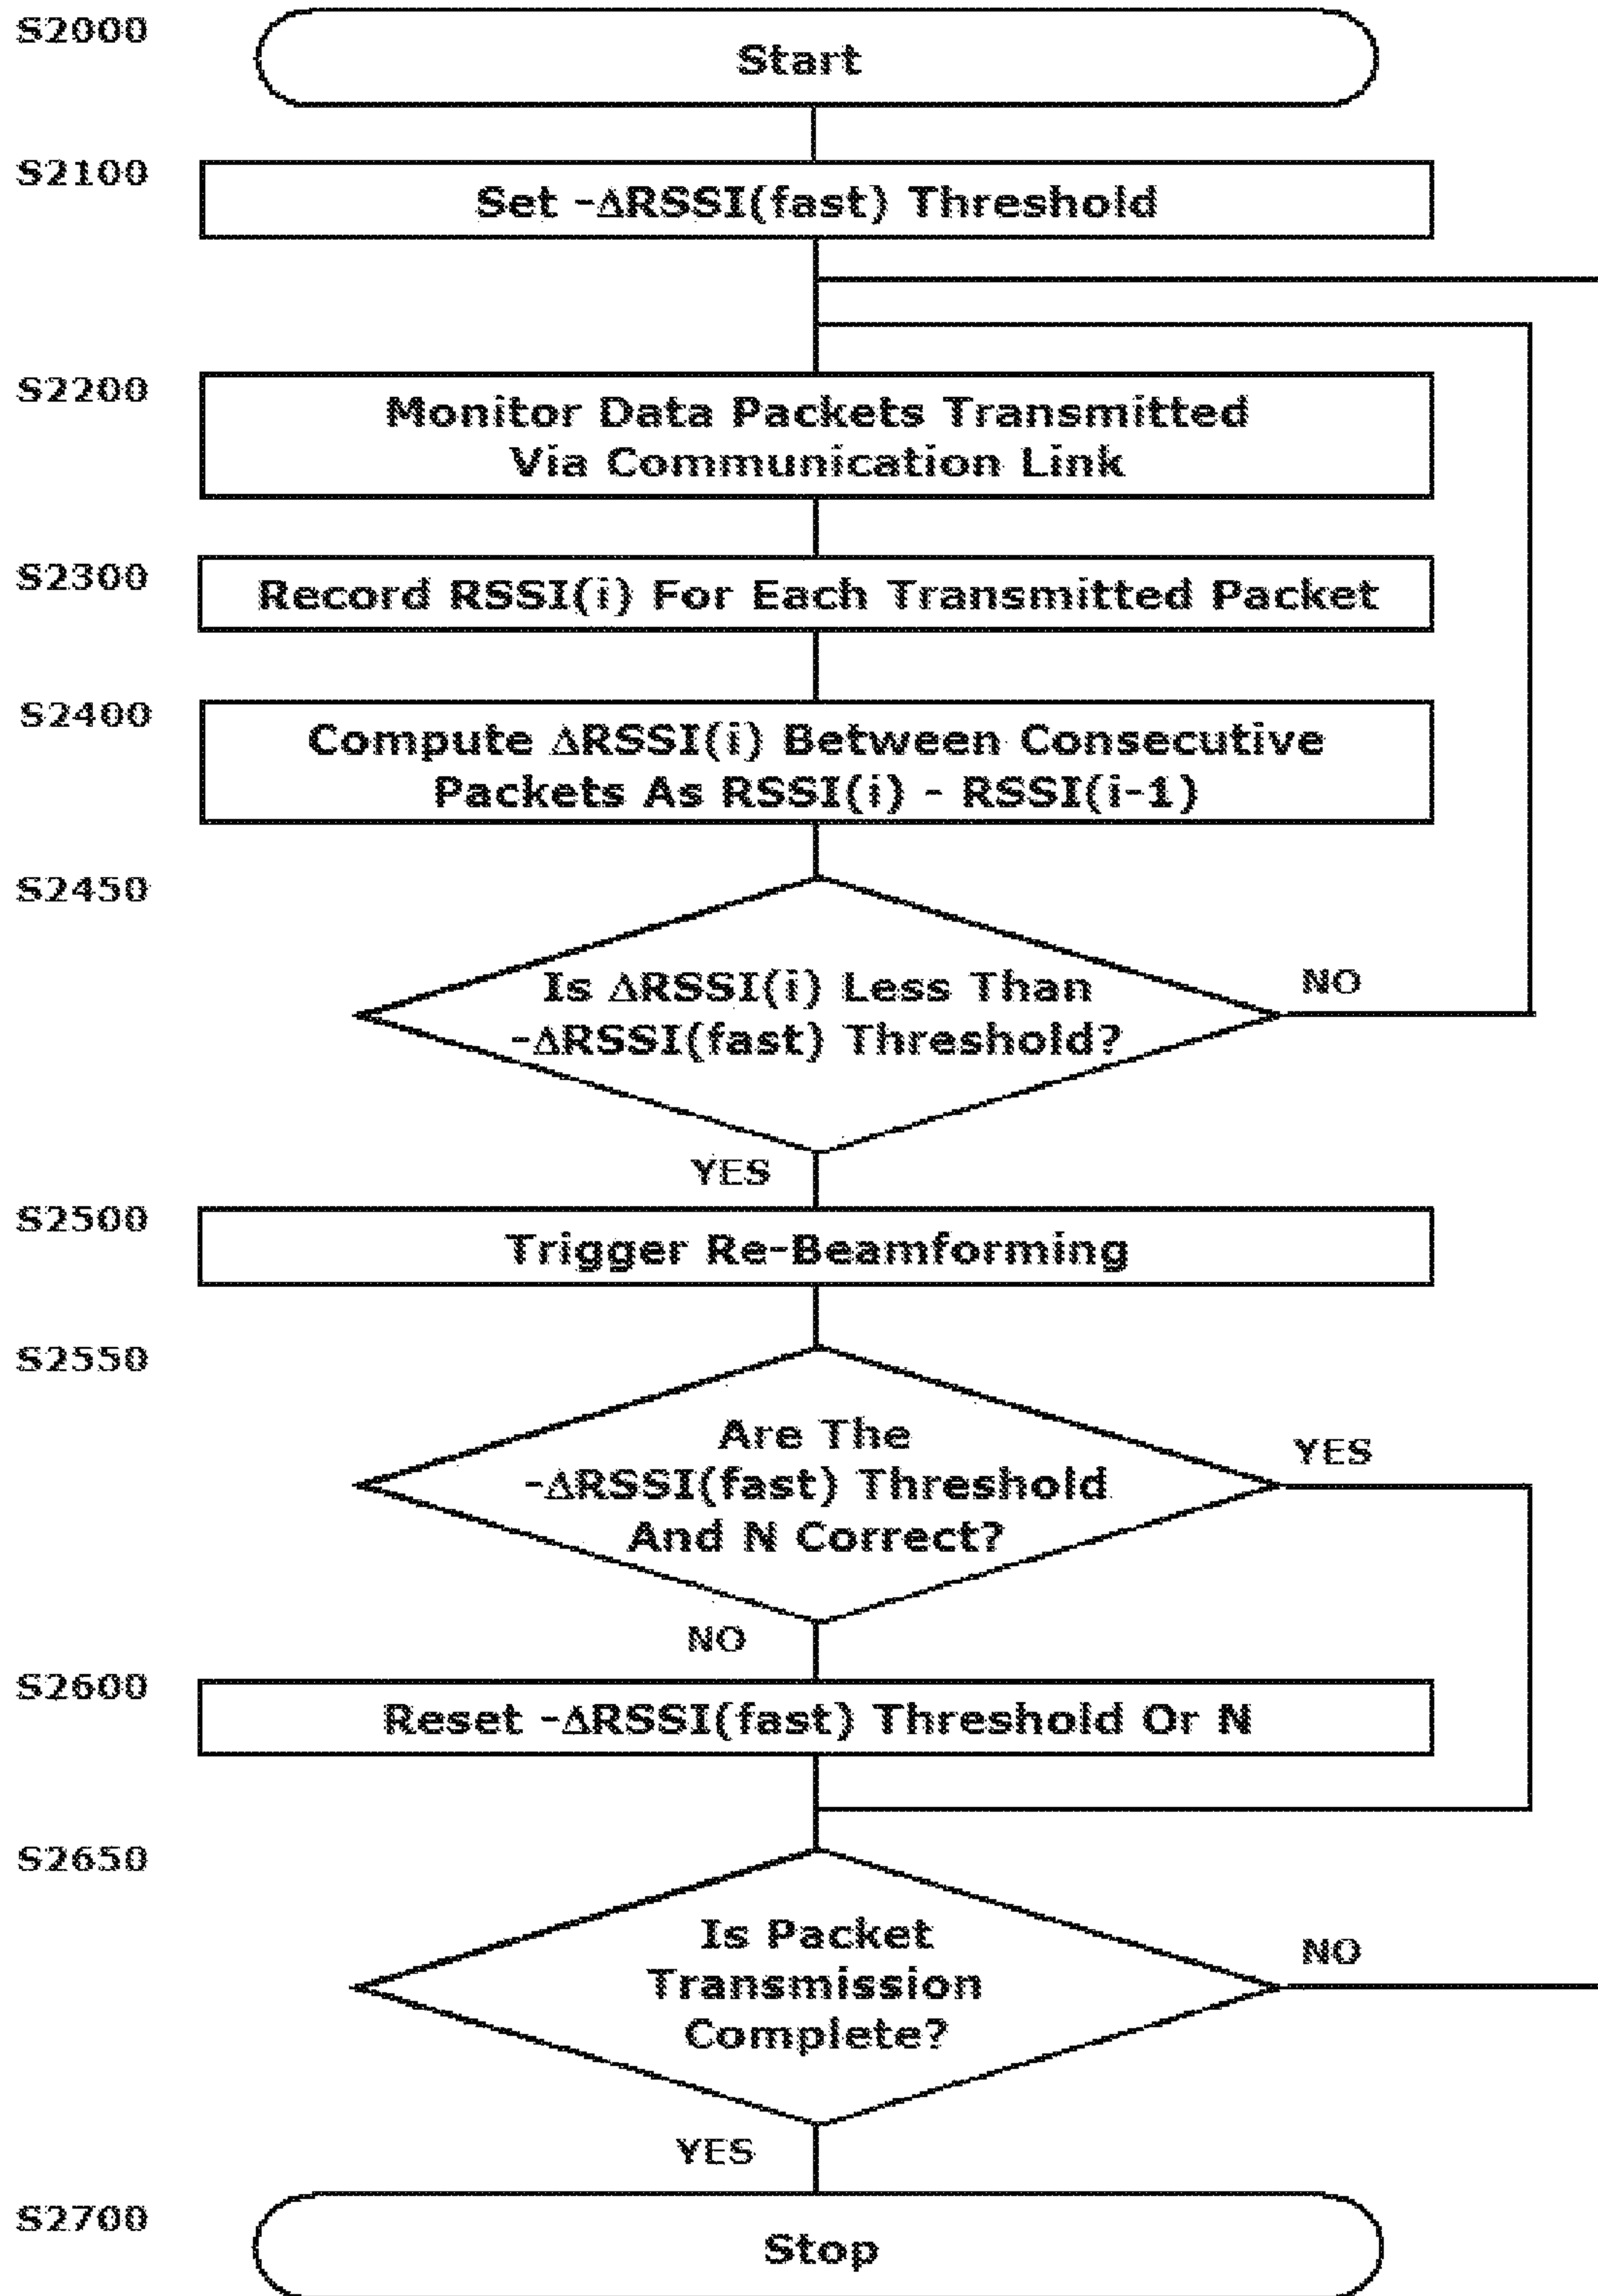 S2000
Start
S2100
Set -ΔRSSI(fast) Threshold
S2200
Monitor Data Packets Transmitted
Via Communication Link
S2300
Record RSSI(i) For Each Transmitted Packet
S2400
Compute ΔRSSI(i) Between Consecutive
Packets As RSSI(i) - RSSI(i-1)
S2450
Is ΔRSSI(i) Less Than
-ΔRSSI(fast) Threshold?
NO
YES
S2500
Trigger Re-Beamforming
S2550
Are The
-ΔRSSI(fast) Threshold
And N Correct?
YES
NO
S2600
Reset -ΔRSSI(fast) Threshold Or N
S2650
Is Packet
Transmission
Complete?
NO
YES
S2700
Stop